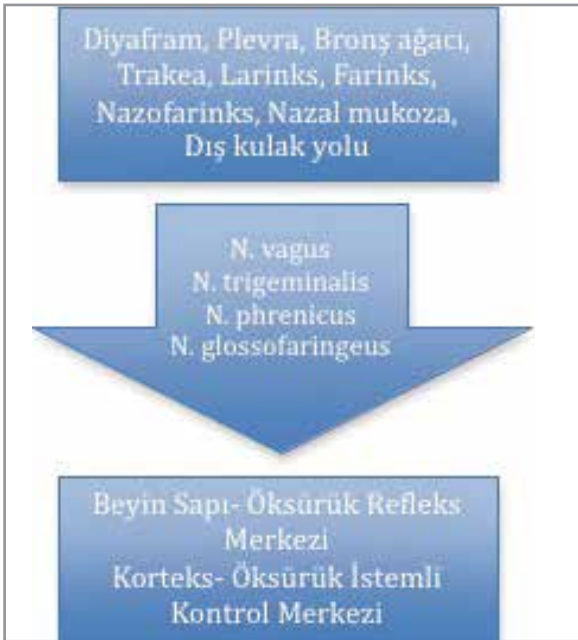 Diyafram, Plevra, Bronş ağacı,
Trakea, Larinks, Farinks,
Nazofarinks, Nazal mukoza,
Dış kulak yolu
N. vagus
N. trigeminalis
N. phrenicus
N. glossofaringeus
Beyin Sapı- Öksürük Refleks
Merkezi
Korteks- Öksürük İstemli
Kontrol Merkezi